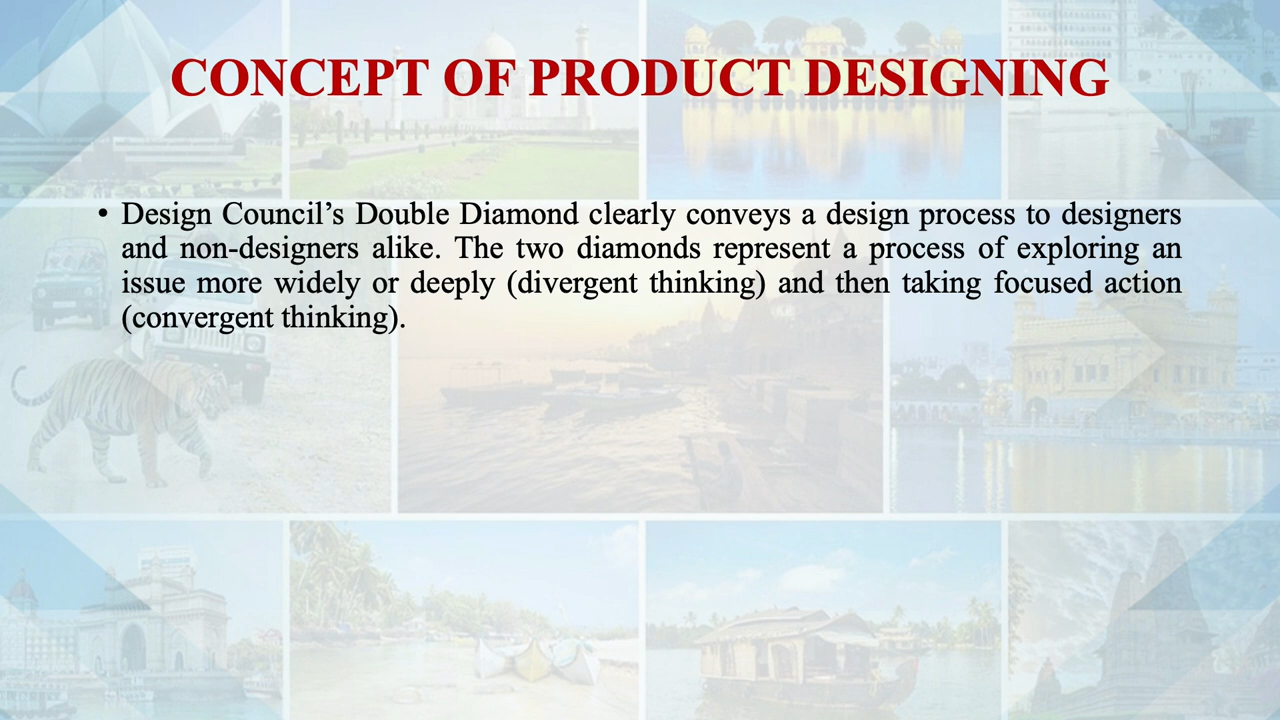 CONCEPT OF PRODUCT DESIGNING
• Design Council’s Double Diamond clearly conveys a design process to designers
and non-designers alike. The two diamonds represent a process of exploring an
issue more widely or deeply (divergent thinking) and then taking focused action
(convergent thinking).